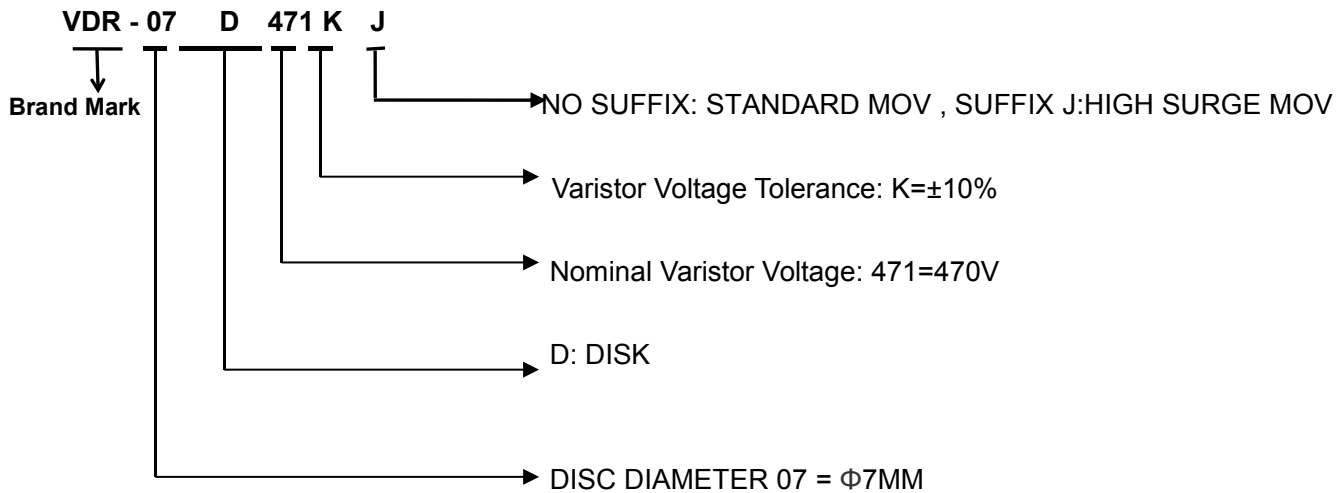 VDR - 07 D 471 K J
Brand Mark
NO SUFFIX: STANDARD MOV , SUFFIX J:HIGH SURGE MOV
Varistor Voltage Tolerance: K=±10%
Nominal Varistor Voltage: 471=470V
D: DISK
DISC DIAMETER 07 = Φ7MM